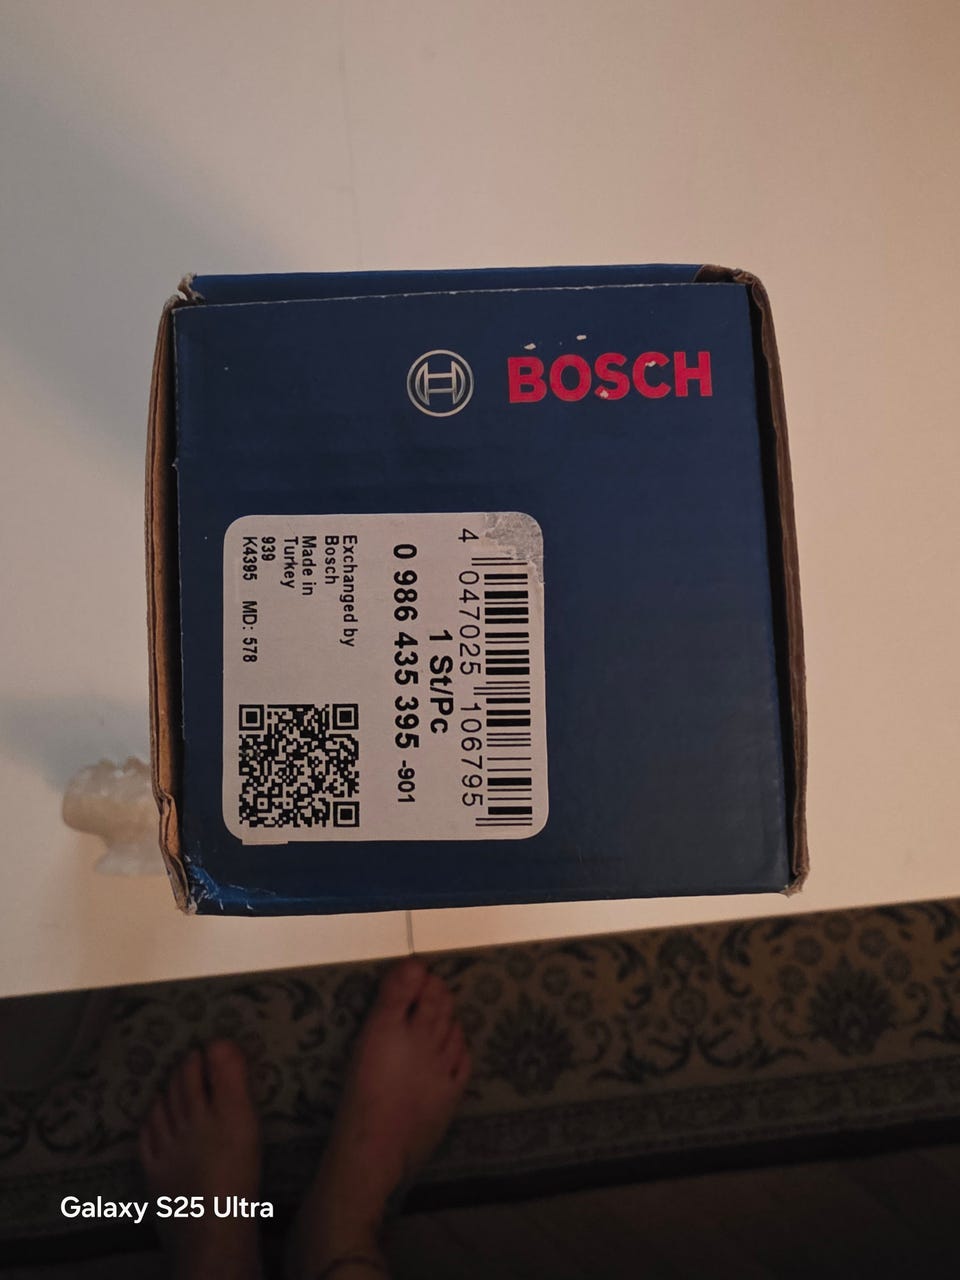 BOSCH
4 047025 106795
1 St/Pc
0 986 435 395 -901
Exchanged by
Bosch
Made in
Turkey
939
K4395 MD: 578
Galaxy S25 Ultra